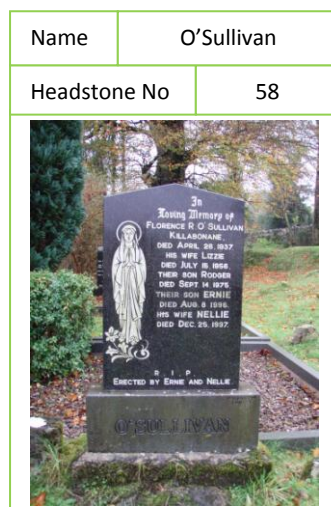 Name O'Sullivan
Headstone No 58
In
Loving Memory of
FLORENCE R O'SULLIVAN
KILLABONANE
DIED APRIL 28, 1937
HIS WIFE LIZZIE
DIED JULY 15, 1958.
THEIR SON RODGER
DIED SEPT. 14, 1975.
THEIR SON ERNIE
DIED AUG. 8 1996.
HIS WIFE NELLIE
DIED DEC. 25, 1997.
R I P
ERECTED BY ERNIE AND NELLIE
O'SULLIVAN